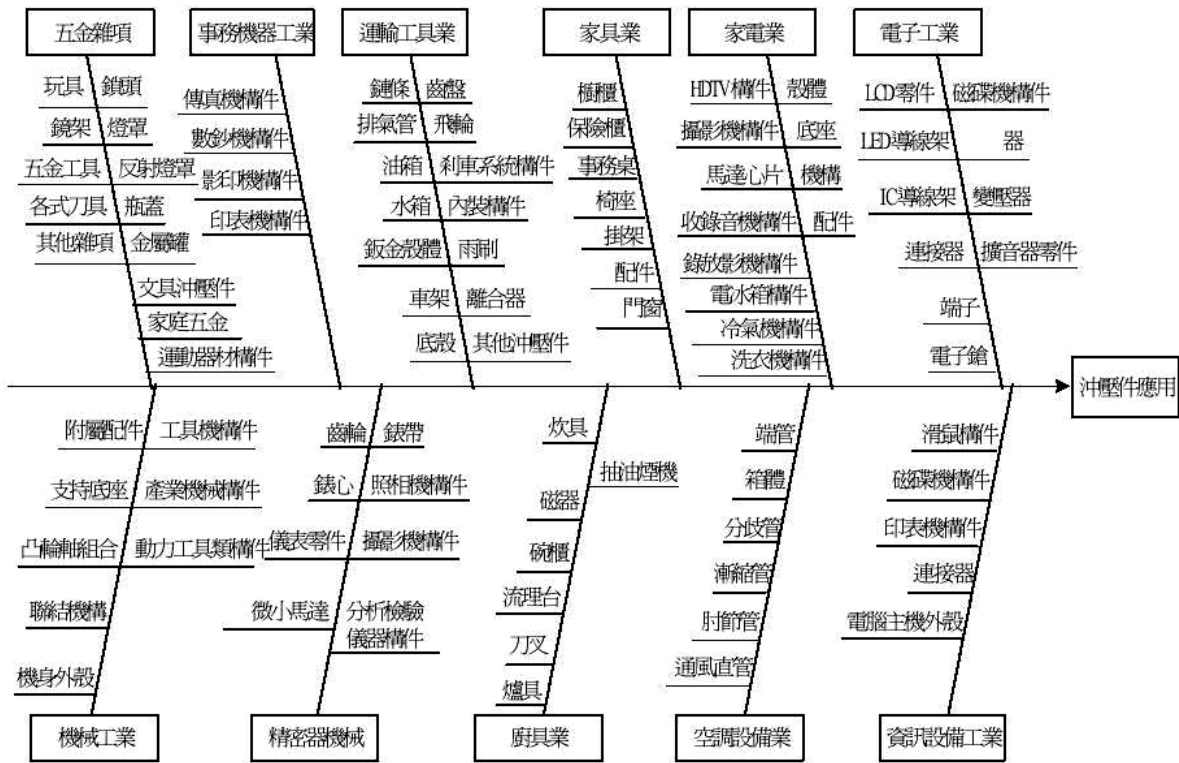 五金雜項
事務機器工業
運輸工具業
家具業
家電業
電子工業
玩具 鎖頭
鏡架 燈罩
五金工具 反射燈罩
各式刀具 瓶蓋
其他雜項 金屬罐
文具沖壓件
家庭五金
運動器材構件
傳真機構件
數鈔機構件
影印機構件
印表機構件
鏈條 齒盤
排氣管 飛輪
油箱 剎車系統構件
水箱 內裝構件
鈑金殼體 雨刷
車架 離合器
底殼 其他沖壓件
櫥櫃
保險櫃
事務桌
椅座
掛架
配件
門窗
HDTV構件 殼體
攝影機構件 底座
馬達心片 機構
收錄音機構件 配件
錄放影機構件
電水箱構件
冷氣機構件
洗衣機構件
LCD零件 磁碟機構件
LED導線架 器
IC導線架 變壓器
連接器 擴音器零件
端子
電子鎗
沖壓件應用
附屬配件 工具機構件
支持底座 產業機械構件
凸輪軸組合 動力工具類構件
聯結機構
機身外殼
齒輪 錶帶
錶心 照相機構件
儀表零件 攝影機構件
微小馬達 分析檢驗
儀器構件
炊具
抽油煙機
磁器
碗櫃
流理台
刀叉
爐具
端管
箱體
分歧管
漸縮管
肘節管
通風直管
滑鼠構件
磁碟機構件
印表機構件
連接器
電腦主機外殼
機械工業
精密器機械
廚具業
空調設備業
資訊設備工業